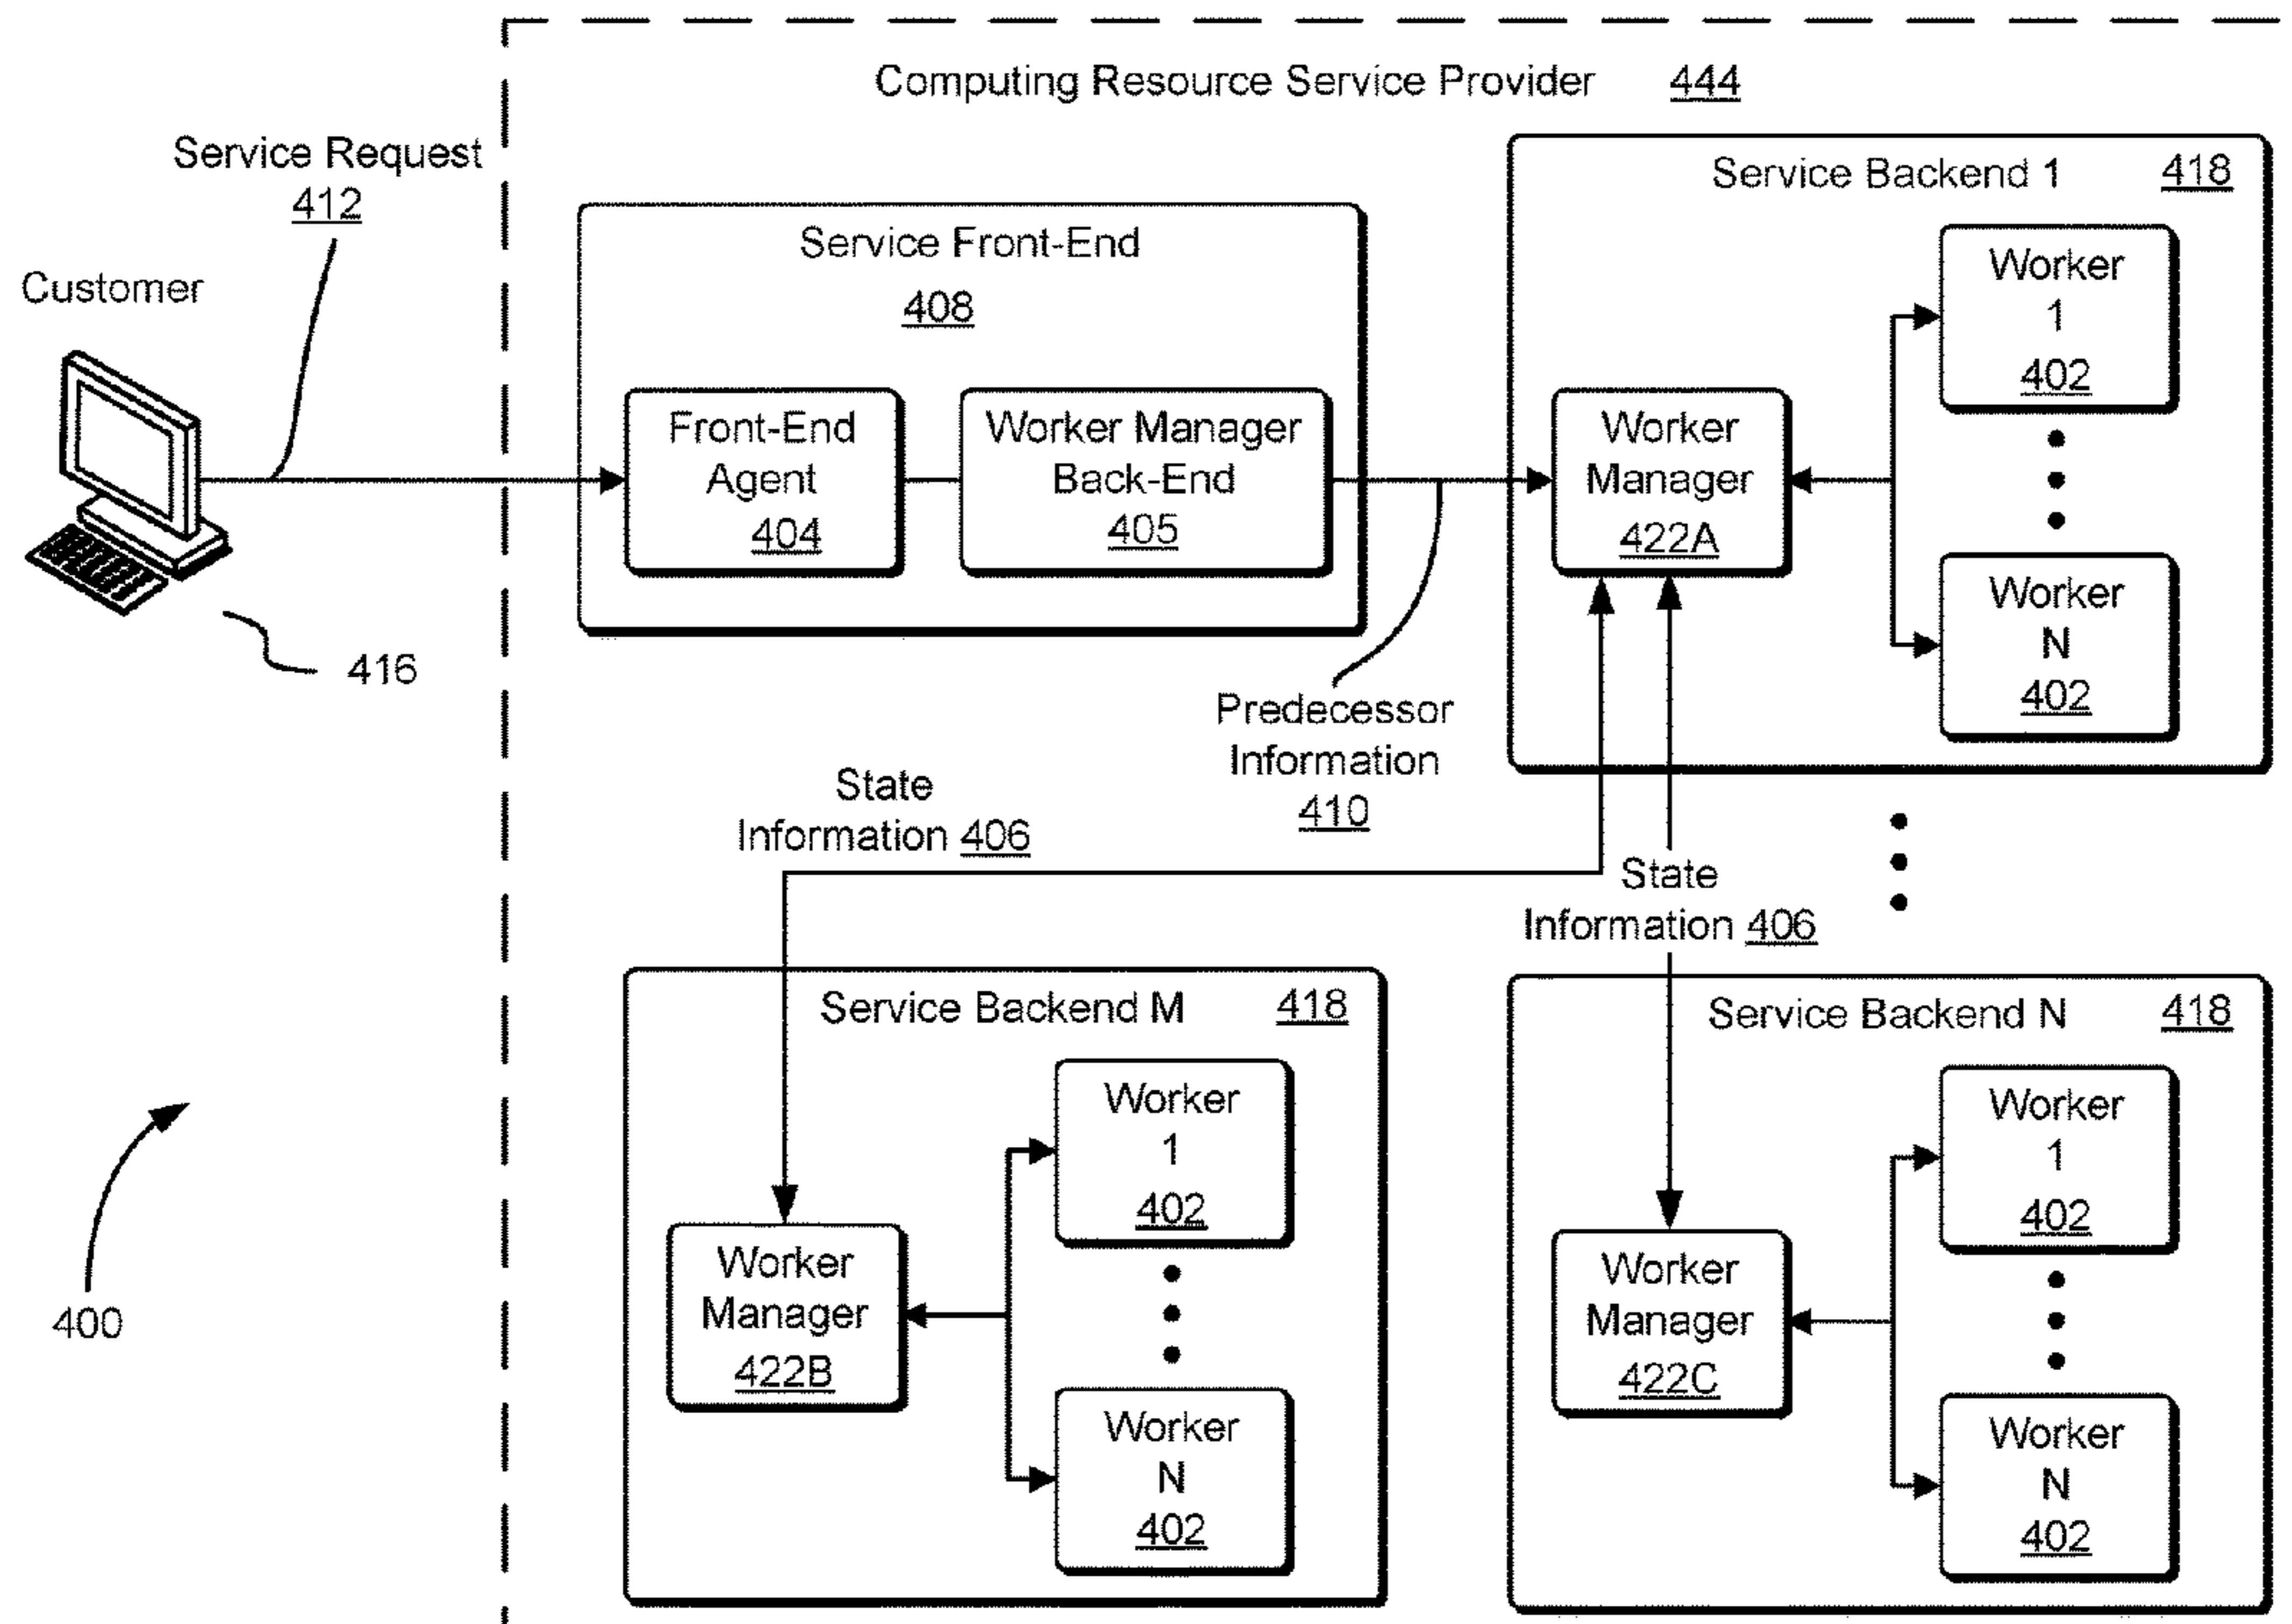 Computing Resource Service Provider 444
Service Request
412
Customer
416
400
Service Front-End
408
Front-End
Agent
404
Worker Manager
Back-End
405
Predecessor
Information
410
Service Backend 1 418
Worker
Manager
422A
Worker
1
402
Worker
N
402
State
Information 406
State
Information 406
Service Backend M 418
Worker
Manager
422B
Worker
1
402
Worker
N
402
Service Backend N 418
Worker
Manager
422C
Worker
1
402
Worker
N
402